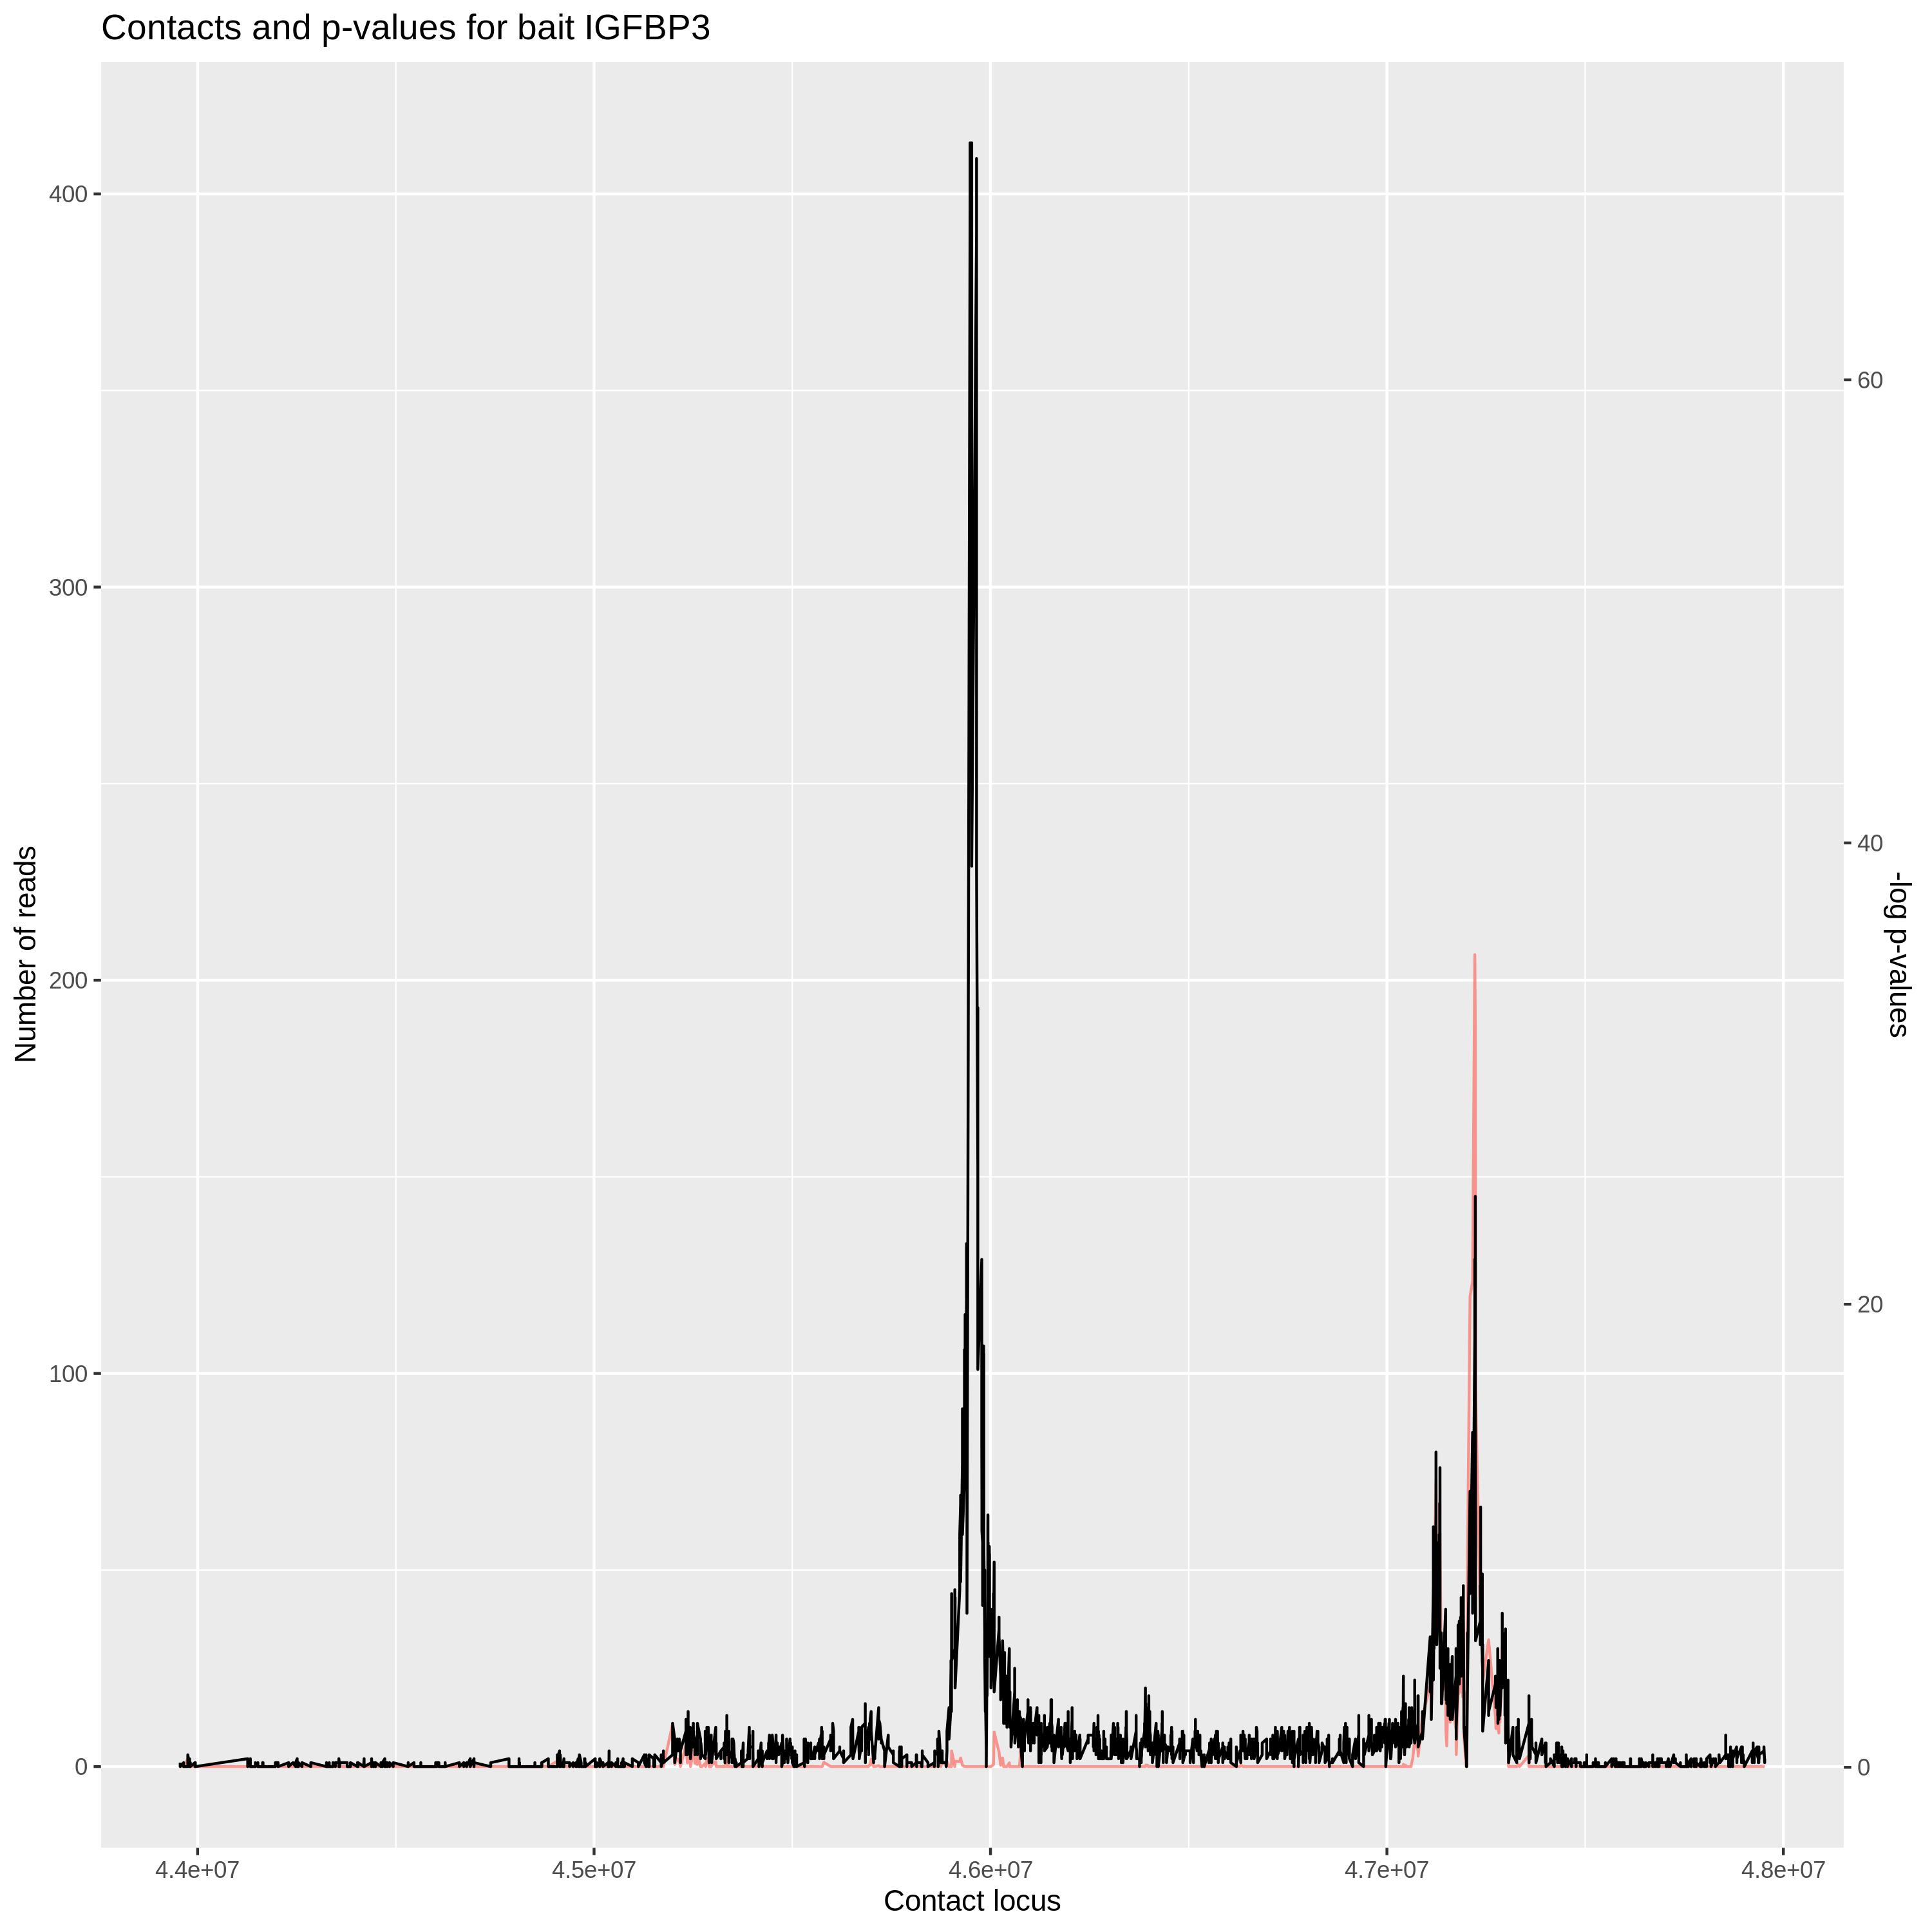 Contacts and p-values for bait IGFBP3
Number of reads
400
300
200
100
0
60
40
20
0
-log p-values
4.4e+07 4.5e+07 4.6e+07 4.7e+07 4.8e+07
Contact locus